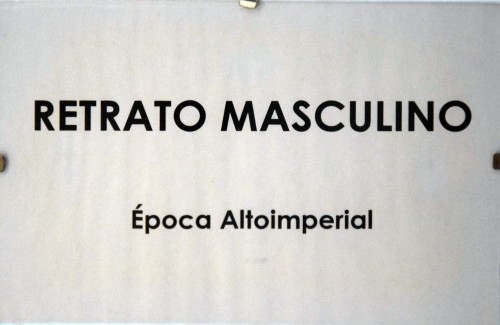 RETRATO MASCULINO
Época Altoimperial